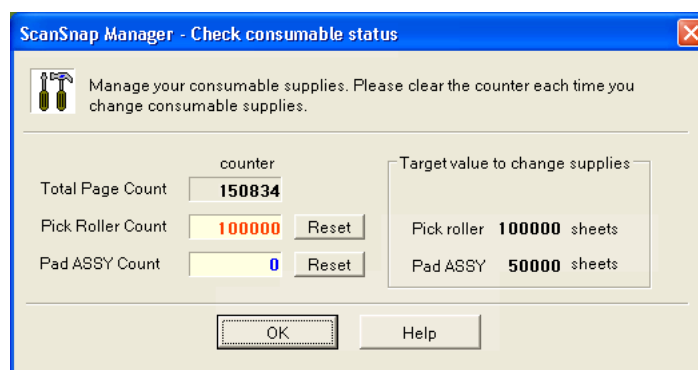 ScanSnap Manager - Check consumable status
Manage your consumable supplies. Please clear the counter each time you
change consumable supplies.
counter
Total Page Count 150834
Pick Roller Count 100000 Reset
Pad ASSY Count 0 Reset
Target value to change supplies
Pick roller 100000 sheets
Pad ASSY 50000 sheets
OK Help